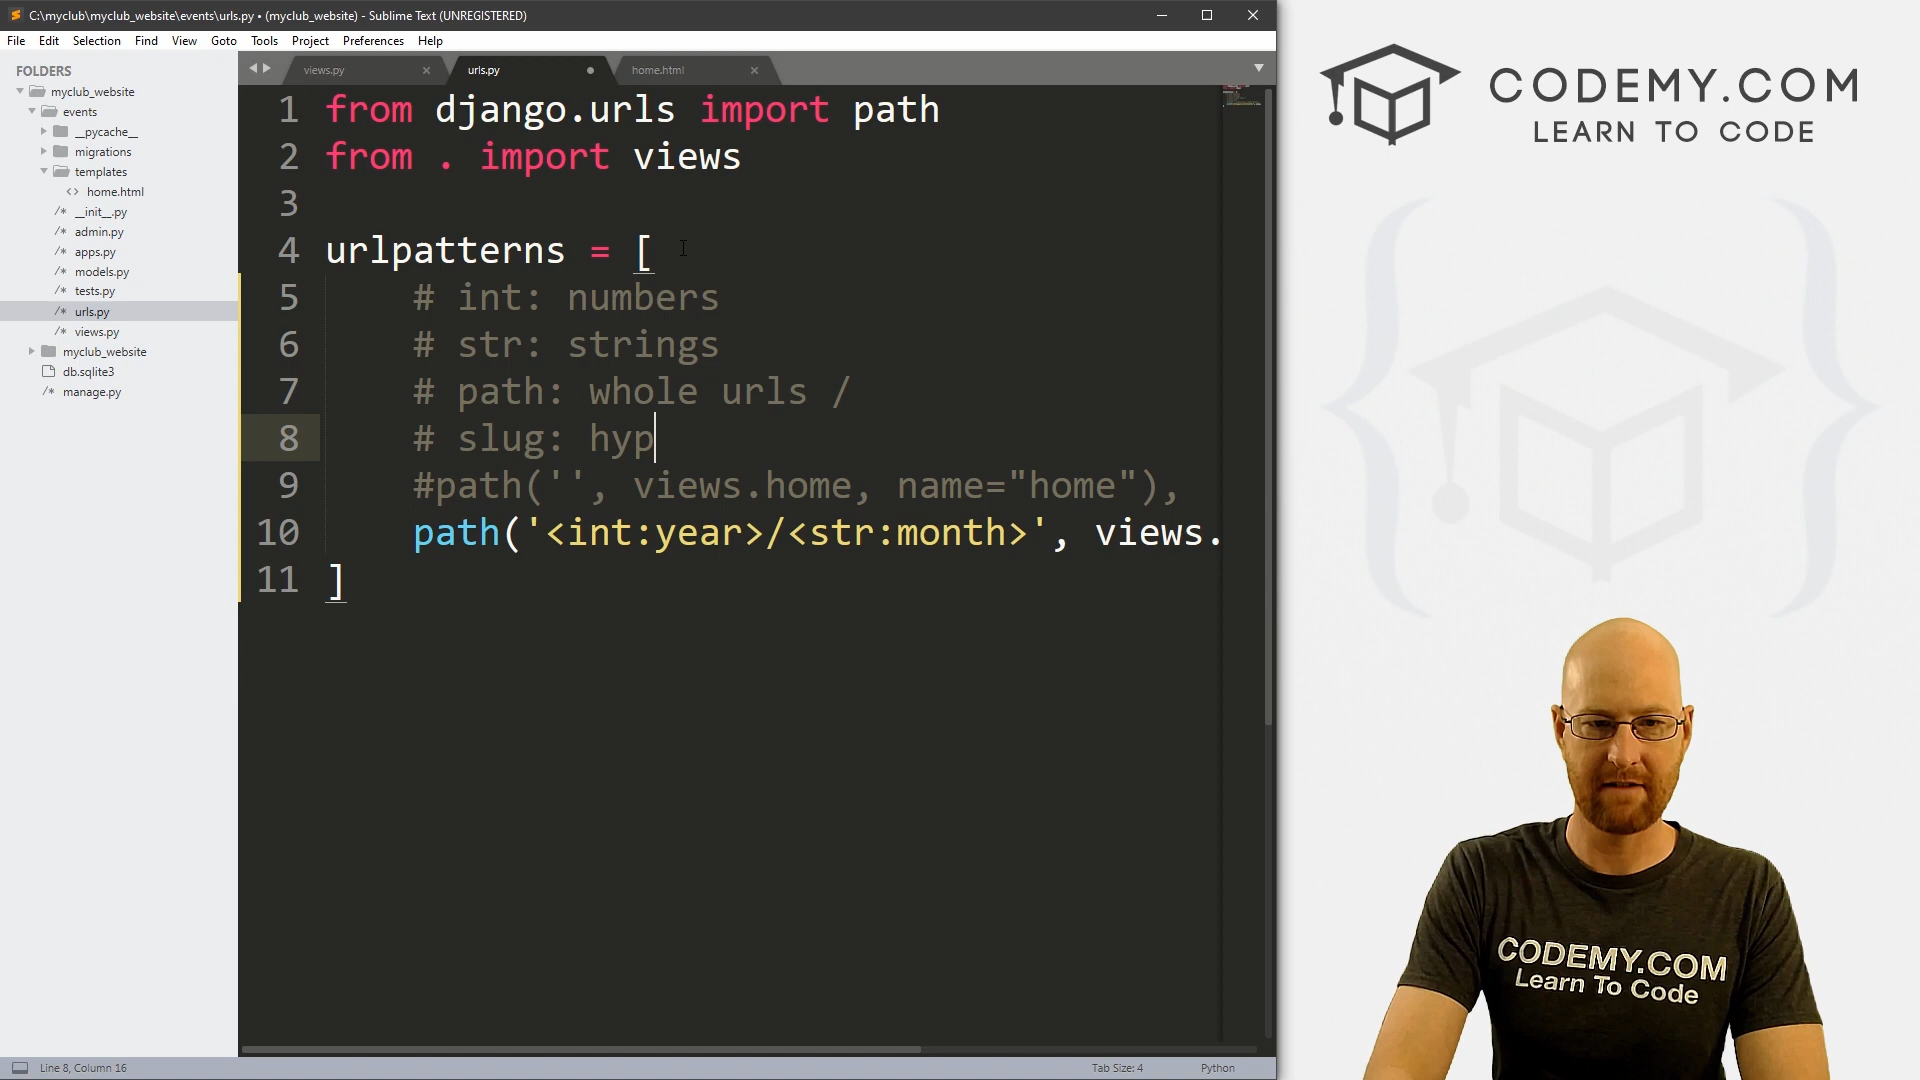 C:\myclub\myclub_website\events\urls.py • (myclub_website) - Sublime Text (UNREGISTERED)
File Edit Selection Find View Goto Tools Project Preferences Help
FOLDERS
myclub_website
events
__pycache__
migrations
templates
home.html
__init__.py
admin.py
apps.py
models.py
tests.py
urls.py
views.py
myclub_website
db.sqlite3
manage.py
views.py
urls.py
home.html
1 from django.urls import path
2 from . import views
3
4 urlpatterns = [
5 # int: numbers
6 # str: strings
7 # path: whole urls /
8 # slug: hyp
9 #path('', views.home, name="home"),
10 path('<int:year>/<str:month>', views.
11 ]
Line 8, Column 16
Tab Size: 4
Python
CODEMY.COM
LEARN TO CODE
CODEMY.COM
Learn To Code